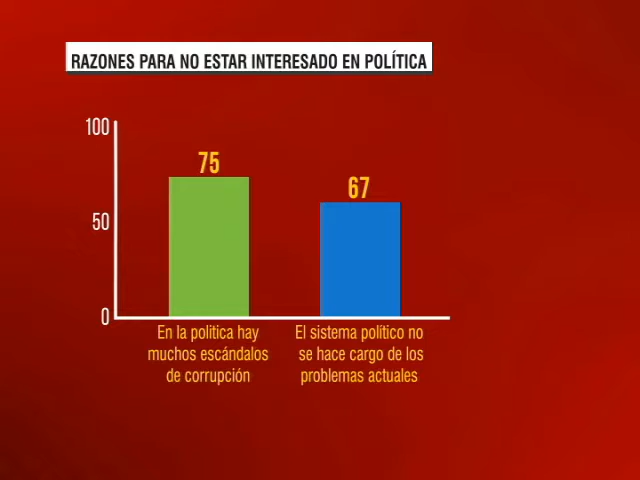 RAZONES PARA NO ESTAR INTERESADO EN POLÍTICA
100
75
67
50
0
En la politica hay
muchos escándalos
de corrupción
El sistema político no
se hace cargo de los
problemas actuales